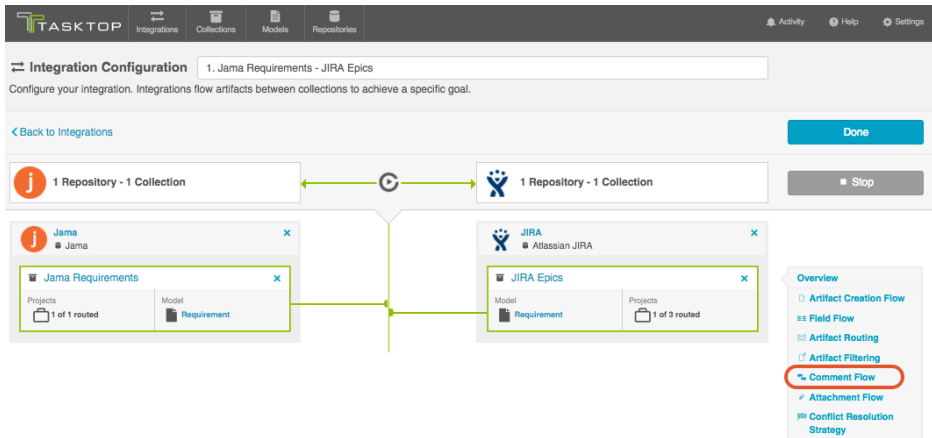 TASKTOP
Integrations
Collections
Models
Repositories
Activity
Help
Settings
Integration Configuration
1. Jama Requirements - JIRA Epics
Configure your integration. Integrations flow artifacts between collections to achieve a specific goal.
Back to Integrations
Done
j
1 Repository - 1 Collection
1 Repository - 1 Collection
Stop
j
Jama
Jama
JIRA
Atlassian JIRA
Jama Requirements
Projects
1 of 1 routed
Model
Requirement
JIRA Epics
Model
Requirement
Projects
1 of 3 routed
Overview
Artifact Creation Flow
Field Flow
Artifact Routing
Artifact Filtering
Comment Flow
Attachment Flow
Conflict Resolution
Strategy